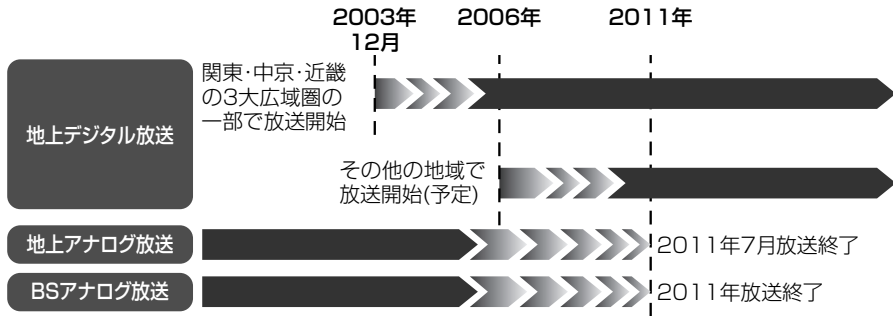 2003年
12月
2006年
2011年
地上デジタル放送
関東・中京・近畿
の3大広域圏の
一部で放送開始
その他の地域で
放送開始(予定)
地上アナログ放送
2011年7月放送終了
BSアナログ放送
2011年放送終了